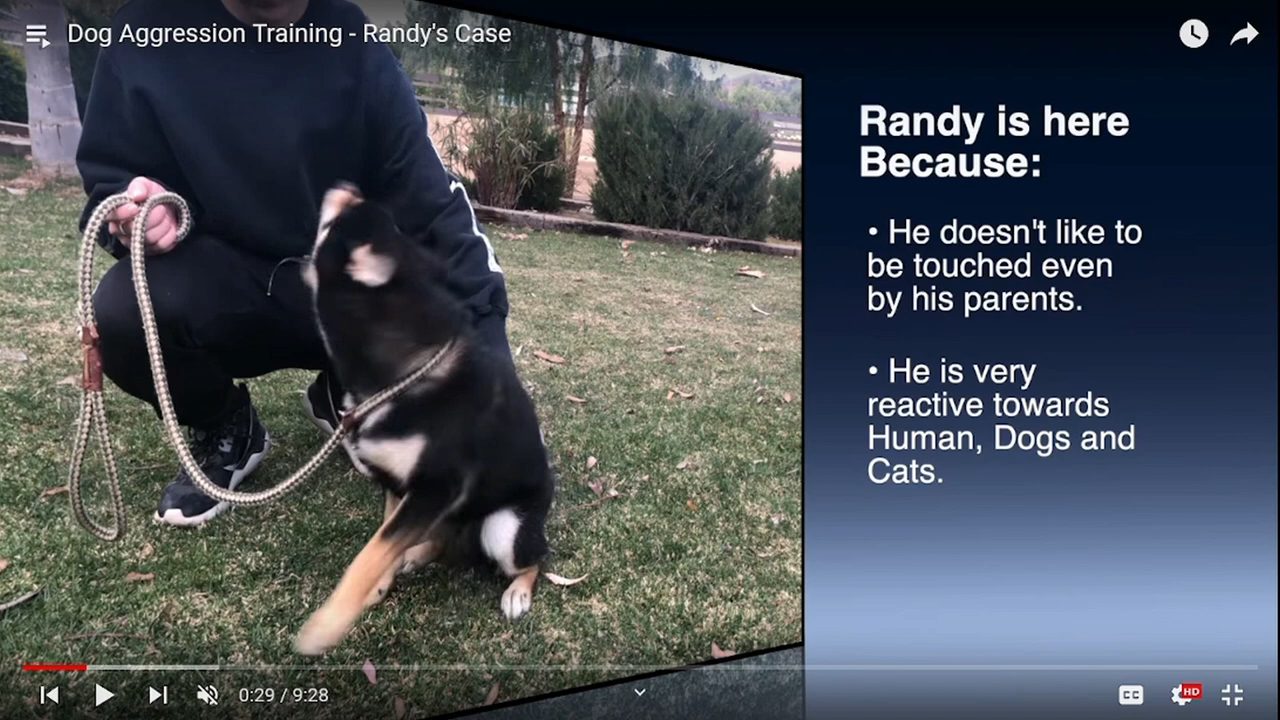 Dog Aggression Training - Randy's Case
Randy is here
Because:
• He doesn't like to
be touched even
by his parents.
• He is very
reactive towards
Human, Dogs and
Cats.
0:29 / 9:28
CC
HD